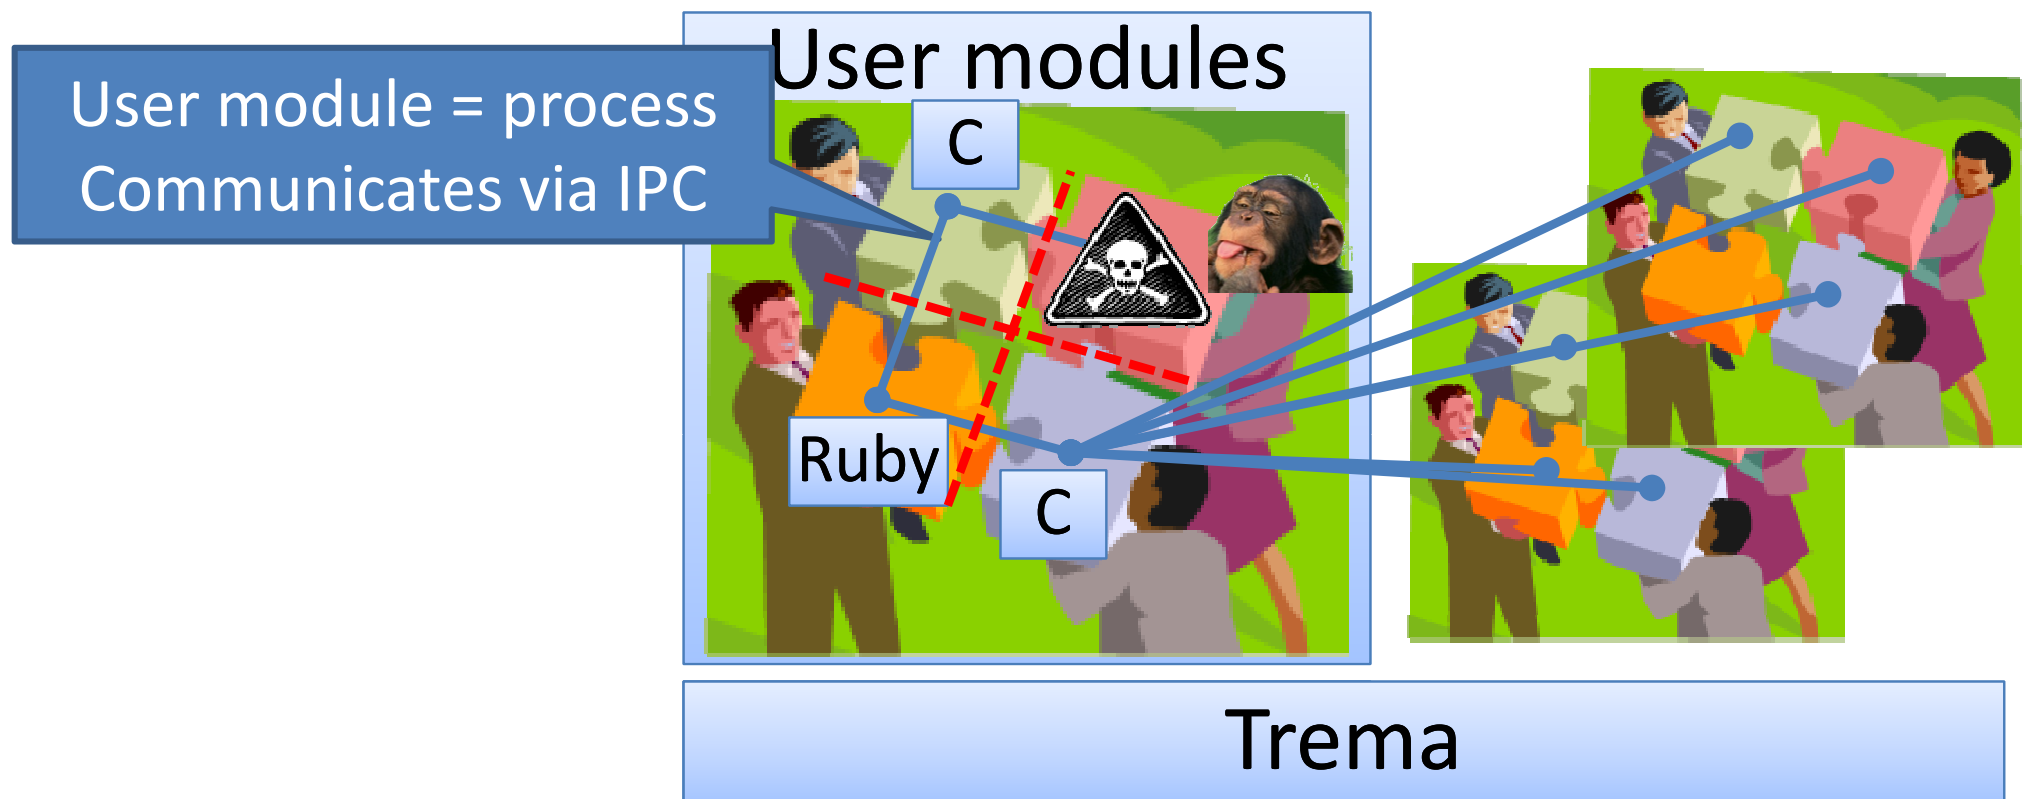 User modules
User module = process
Communicates via IPC
C
Ruby
C
Trema